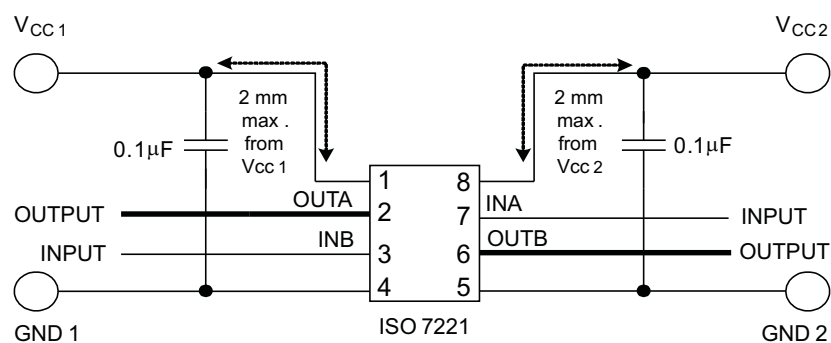 VCC 1
VCC 2
2 mm
max .
from
Vcc 1
2 mm
max .
from
Vcc 2
0.1μF
0.1μF
1
8
OUTPUT
OUTA
2
7
INA
INPUT
INPUT
INB
3
6
OUTB
OUTPUT
4
5
GND 1
ISO 7221
GND 2